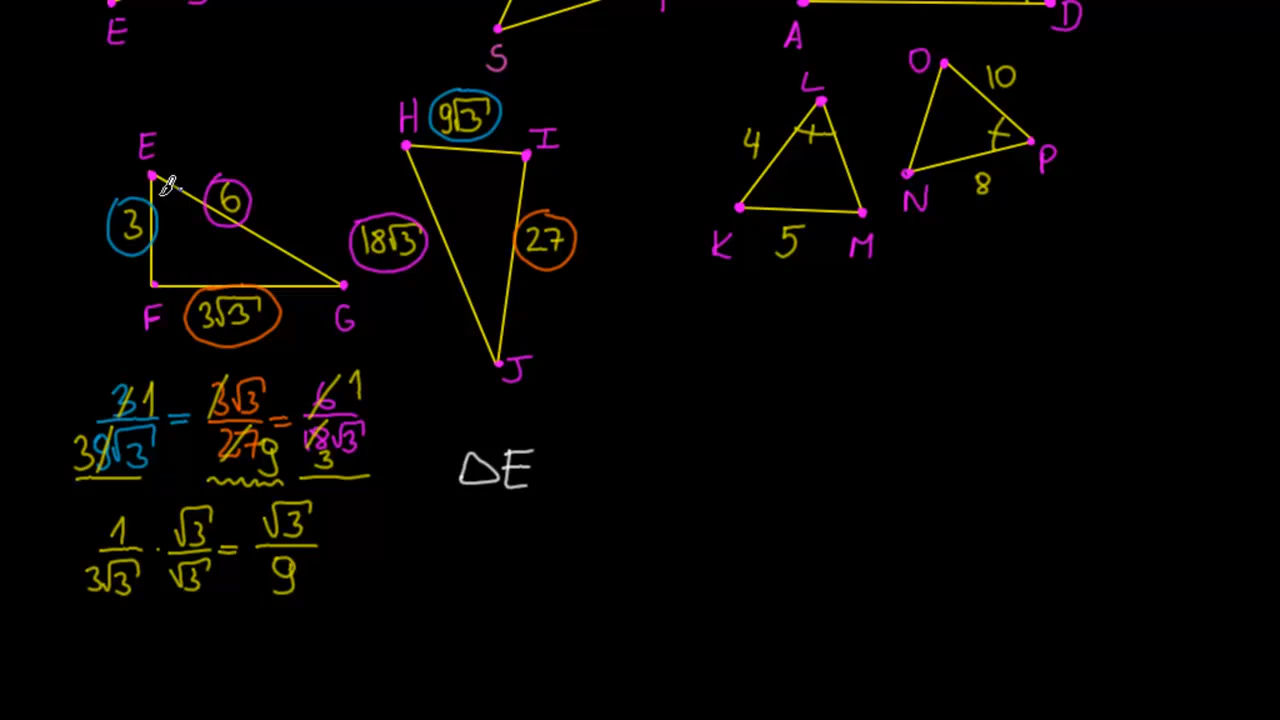 E
S
A
D
E
3
6
F
3√3
G
H
9√3
I
18√3
27
J
L
4
K
5
M
O
10
P
N
8
3 1 / 3 9√3 = 3√3 / 27 9 = 6 1 / 18√3 3
1/3√3 · √3/√3 = √3/9
△E